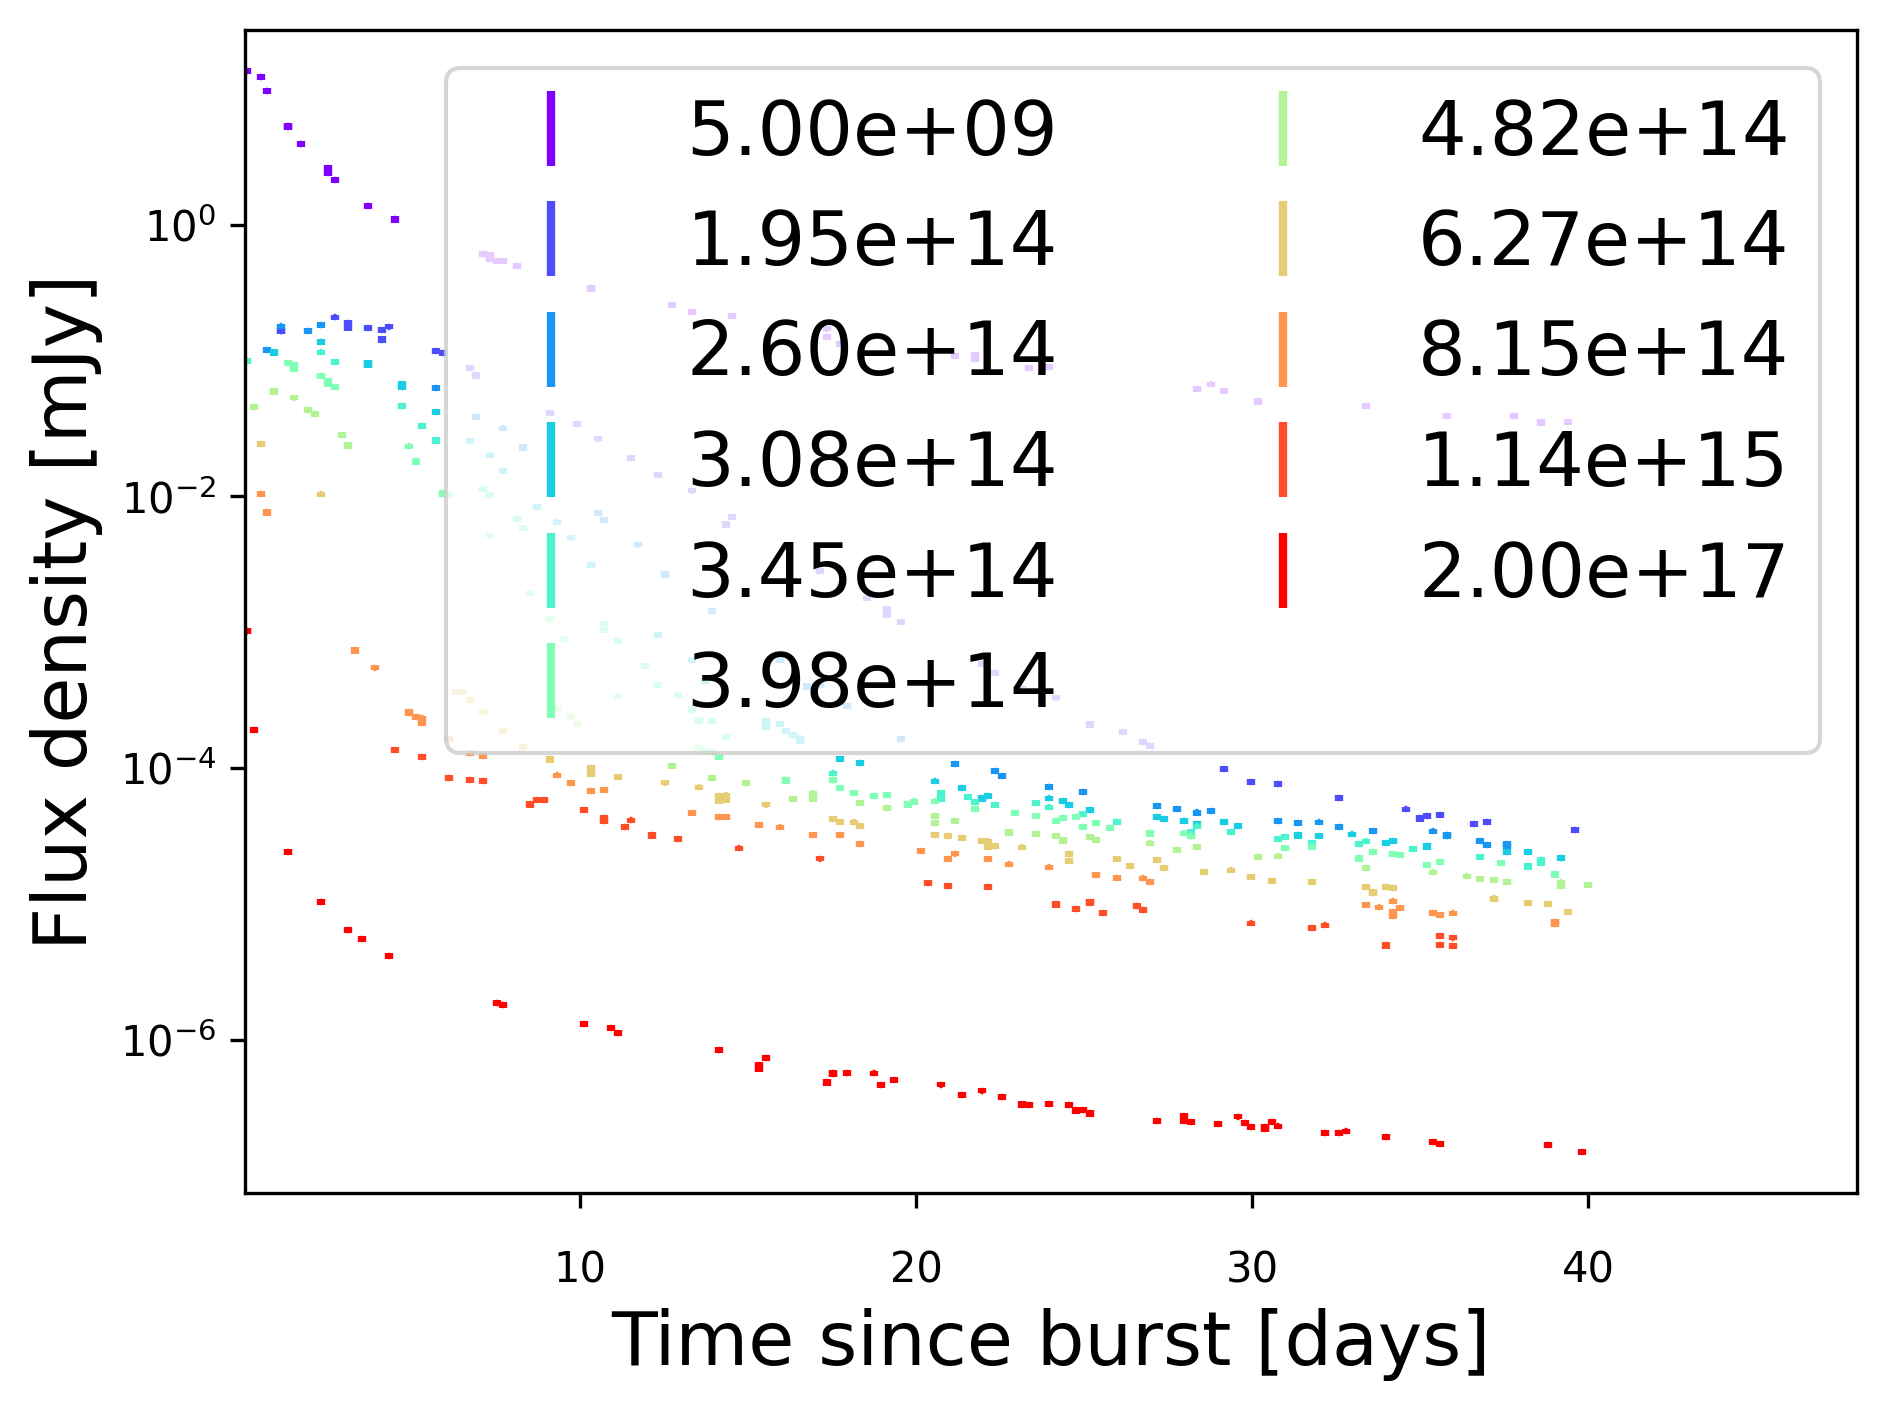 Flux density [mJy]
10⁰
10⁻²
10⁻⁴
10⁻⁶
5.00e+09
1.95e+14
2.60e+14
3.08e+14
3.45e+14
3.98e+14
4.82e+14
6.27e+14
8.15e+14
1.14e+15
2.00e+17
10 20 30 40
Time since burst [days]